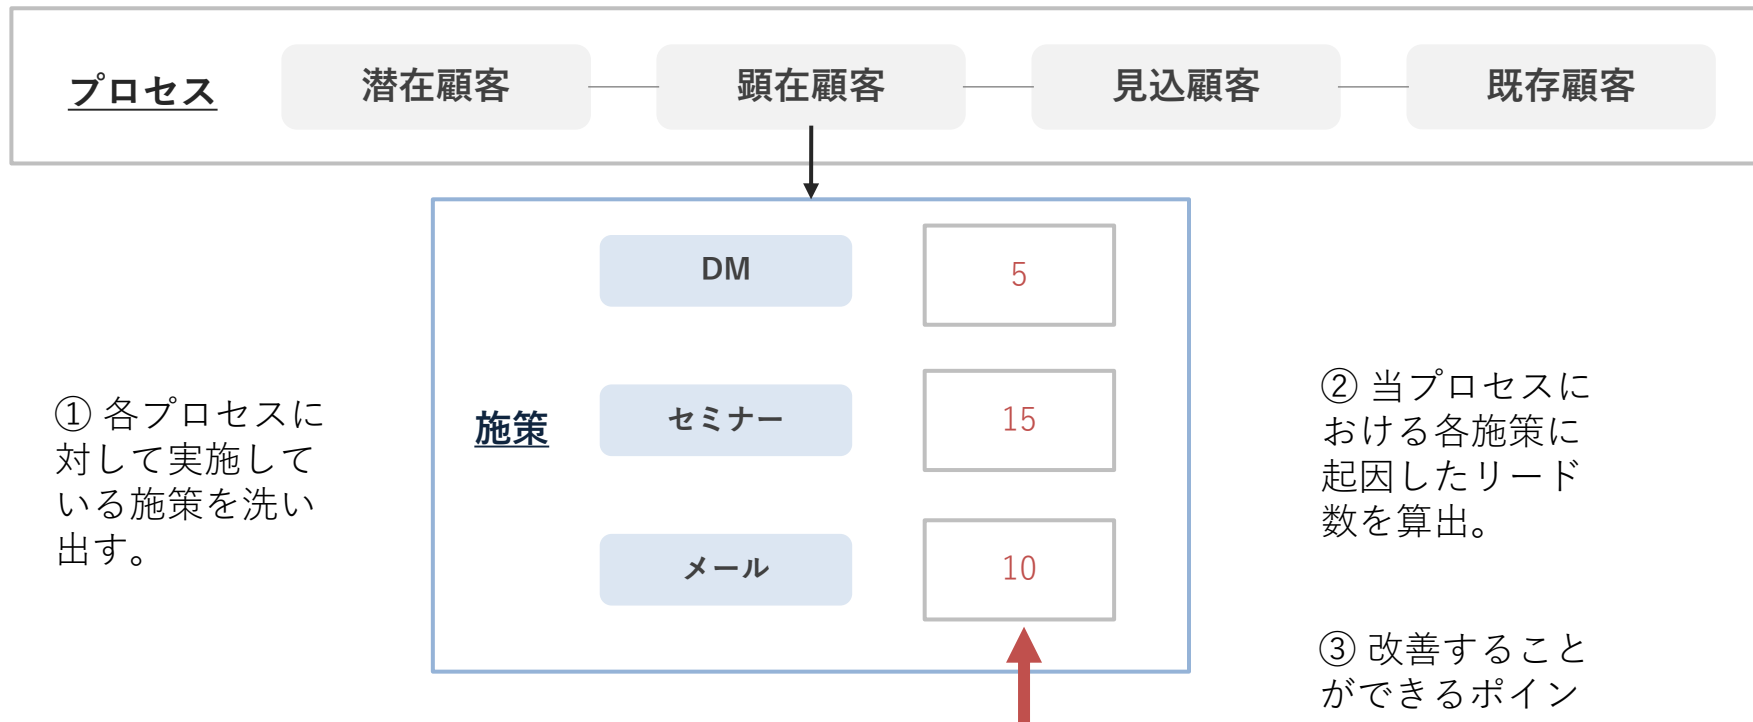 プロセス
潜在顧客
顕在顧客
見込顧客
既存顧客
① 各プロセスに
対して実施して
いる施策を洗い
出す。
施策
DM
5
セミナー
15
メール
10
② 当プロセスに
おける各施策に
起因したリード
数を算出。
③ 改善すること
ができるポイン